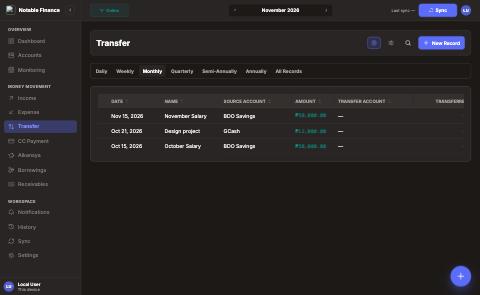 Notable Finance
Online
November 2026
Last sync —
Sync
LU
OVERVIEW
Dashboard
Accounts
Monitoring
MONEY MOVEMENT
Income
Expense
Transfer
CC Payment
Alkansya
Borrowings
Receivables
WORKSPACE
Notifications
History
Sync
Settings
LU
Local User
This device
Transfer
New Record
Daily Weekly Monthly Quarterly Semi-Annually Annually All Records
DATE NAME SOURCE ACCOUNT AMOUNT TRANSFER ACCOUNT TRANSFERRE
Nov 15, 2026 November Salary BDO Savings —
Oct 21, 2026 Design project GCash —
Oct 15, 2026 October Salary BDO Savings —